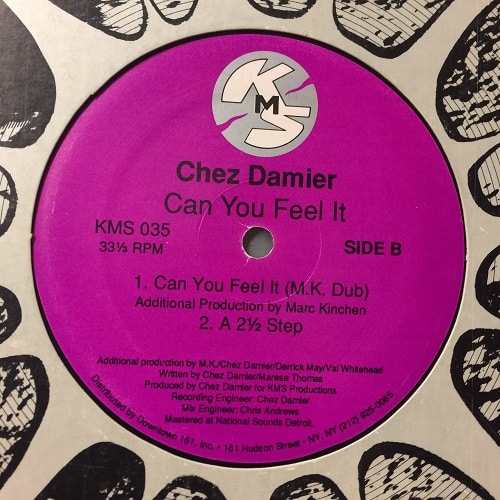 KMS
Chez Damier
Can You Feel It
KMS 035
33⅓ RPM
SIDE B
1. Can You Feel It (M.K. Dub)
Additional Production by Marc Kinchen
2. A 2½ Step
Additional production by M.K./Chez Damier/Derrick May/Val Whitehead
Written by Chez Damier/Marese Thomas
Produced by Chez Damier for KMS Productions
Recording Engineer: Chez Damier
Mix Engineer: Chris Andrews
Mastered at National Sounds Detroit.
Distributed by Downtown 161, Inc. • 161 Hudson Street • NY, NY (212) 925-0085